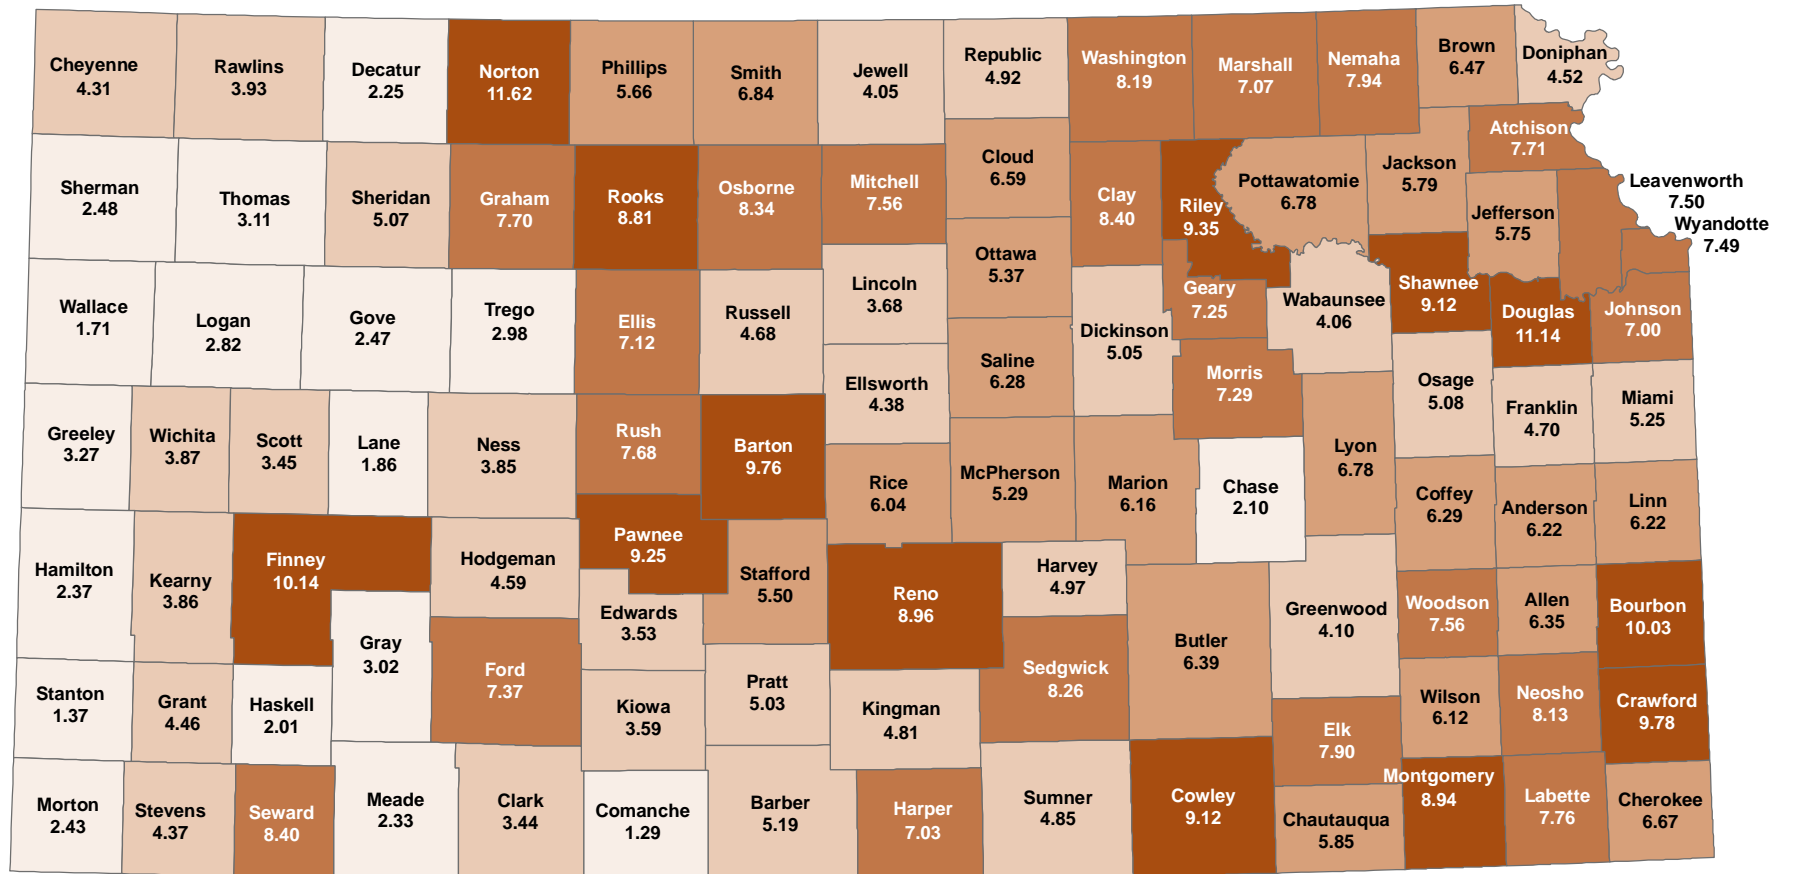 Cheyenne
4.31
Rawlins
3.93
Decatur
2.25
Norton
11.62
Phillips
5.66
Smith
6.84
Jewell
4.05
Republic
4.92
Washington
8.19
Marshall
7.07
Nemaha
7.94
Brown
6.47
Doniphan
4.52
Sherman
2.48
Thomas
3.11
Sheridan
5.07
Graham
7.70
Rooks
8.81
Osborne
8.34
Mitchell
7.56
Cloud
6.59
Clay
8.40
Riley
9.35
Pottawatomie
6.78
Jackson
5.79
Atchison
7.71
Jefferson
5.75
Leavenworth
7.50
Wyandotte
7.49
Wallace
1.71
Logan
2.82
Gove
2.47
Trego
2.98
Ellis
7.12
Russell
4.68
Lincoln
3.68
Ottawa
5.37
Dickinson
5.05
Geary
7.25
Wabaunsee
4.06
Shawnee
9.12
Douglas
11.14
Johnson
7.00
Ellsworth
4.38
Saline
6.28
Morris
7.29
Osage
5.08
Franklin
4.70
Miami
5.25
Greeley
3.27
Wichita
3.87
Scott
3.45
Lane
1.86
Ness
3.85
Rush
7.68
Barton
9.76
Rice
6.04
McPherson
5.29
Marion
6.16
Chase
2.10
Lyon
6.78
Coffey
6.29
Anderson
6.22
Linn
6.22
Hamilton
2.37
Kearny
3.86
Finney
10.14
Hodgeman
4.59
Pawnee
9.25
Stafford
5.50
Reno
8.96
Harvey
4.97
Butler
6.39
Greenwood
4.10
Woodson
7.56
Allen
6.35
Bourbon
10.03
Gray
3.02
Edwards
3.53
Ford
7.37
Stanton
1.37
Grant
4.46
Haskell
2.01
Kiowa
3.59
Pratt
5.03
Kingman
4.81
Sedgwick
8.26
Elk
7.90
Wilson
6.12
Neosho
8.13
Crawford
9.78
Morton
2.43
Stevens
4.37
Seward
8.40
Meade
2.33
Clark
3.44
Comanche
1.29
Barber
5.19
Harper
7.03
Sumner
4.85
Cowley
9.12
Chautauqua
5.85
Montgomery
8.94
Labette
7.76
Cherokee
6.67